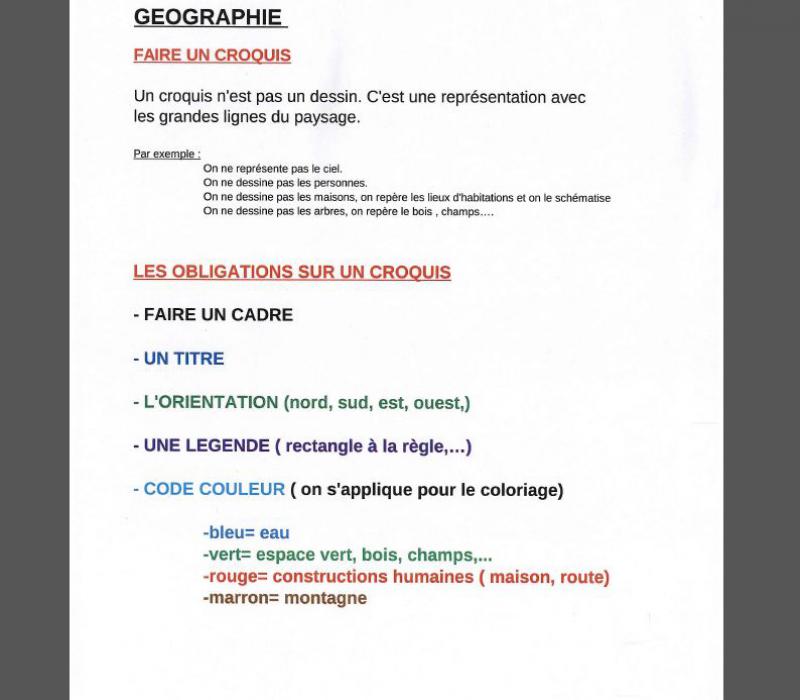 GEOGRAPHIE
FAIRE UN CROQUIS
Un croquis n'est pas un dessin. C'est une représentation avec
les grandes lignes du paysage.
Par exemple :
On ne représente pas le ciel.
On ne dessine pas les personnes.
On ne dessine pas les maisons, on repère les lieux d'habitations et on le schématise
On ne dessine pas les arbres, on repère le bois , champs….
LES OBLIGATIONS SUR UN CROQUIS
- FAIRE UN CADRE
- UN TITRE
- L'ORIENTATION (nord, sud, est, ouest,)
- UNE LEGENDE ( rectangle à la règle,...)
- CODE COULEUR ( on s'applique pour le coloriage)
-bleu= eau
-vert= espace vert, bois, champs,...
-rouge= constructions humaines ( maison, route)
-marron= montagne